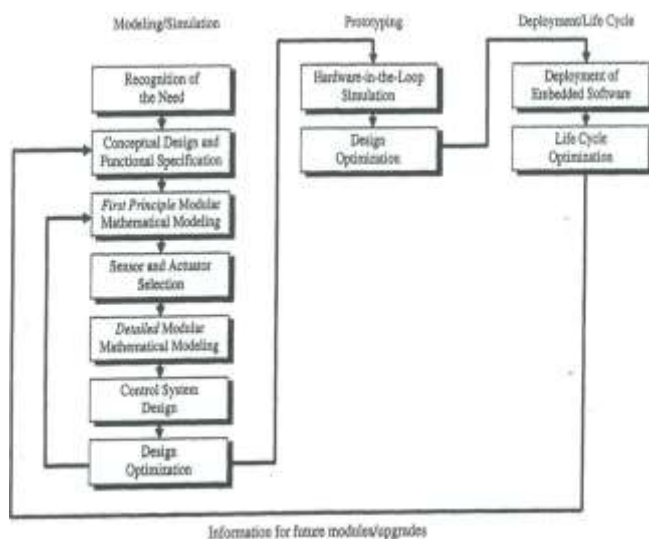 Modeling/Simulation
Recognition of
the Need
Conceptual Design and
Functional Specification
First Principle Modular
Mathematical Modeling
Sensor and Actuator
Selection
Detailed Modular
Mathematical Modeling
Control System
Design
Design
Optimization
Prototyping
Hardware-in-the-Loop
Simulation
Design
Optimization
Deployment/Life Cycle
Deployment of
Embedded Software
Life Cycle
Optimization
Information for future modules/upgrades